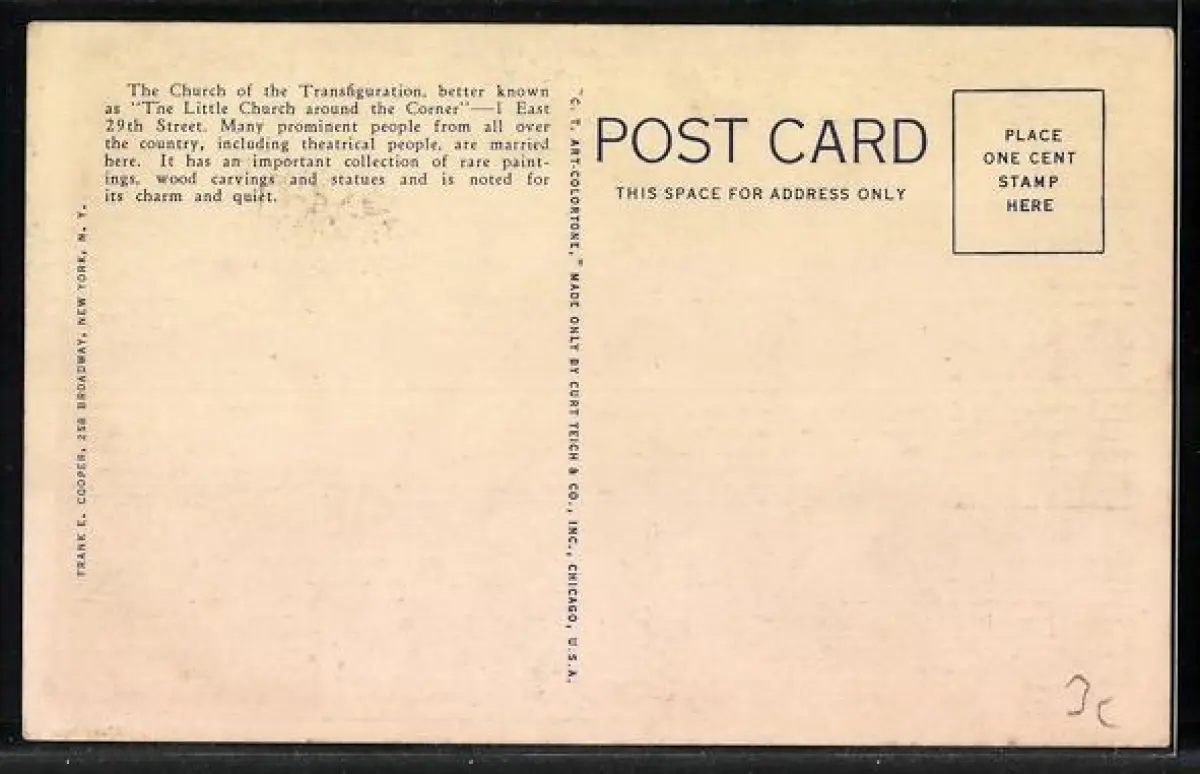 The Church of the Transfiguration, better known
as "Tne Little Church around the Corner"—1 East
29th Street. Many prominent people from all over
the country, including theatrical people, are married
here. It has an important collection of rare paint-
ings, wood carvings and statues and is noted for
its charm and quiet.
FRANK E. COOPER, 258 BROADWAY, NEW YORK, N. Y.
"C. T. ART-COLORTONE," MADE ONLY BY CURT TEICH & CO., INC., CHICAGO, U.S.A.
POST CARD
THIS SPACE FOR ADDRESS ONLY
PLACE
ONE CENT
STAMP
HERE
3c